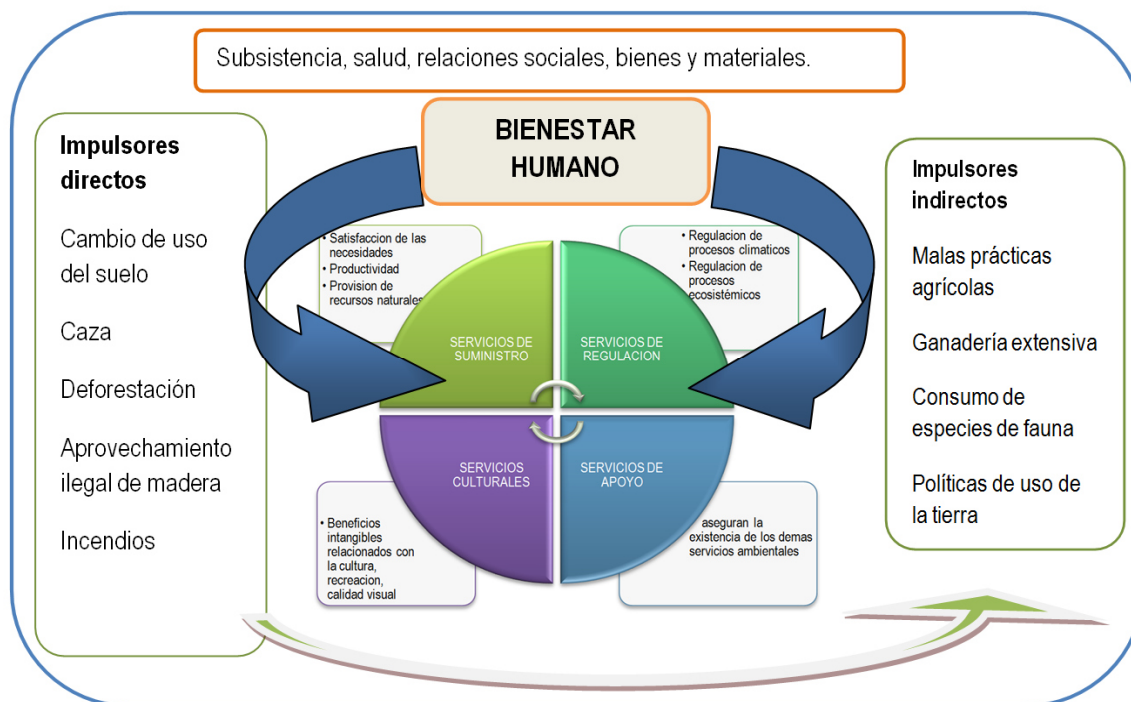 Subsistencia, salud, relaciones sociales, bienes y materiales.
BIENESTAR
HUMANO
Impulsores
directos
Cambio de uso
del suelo
Caza
Deforestación
Aprovechamiento
ilegal de madera
Incendios
• Satisfaccion de las
necesidades
• Productividad
• Provision de
recursos naturales
• Regulacion de
procesos climaticos
• Regulacion de
procesos
ecosistémicos
SERVICIOS DE
SUMINISTRO
SERVICIOS DE
REGULACION
SERVICIOS
CULTURALES
SERVICIOS DE
APOYO
• Beneficios
intangibles
relacionados con
la cultura,
recreacion,
calidad visual
aseguran la
existencia de los demas
servicios ambientales
Impulsores
indirectos
Malas prácticas
agrícolas
Ganadería extensiva
Consumo de
especies de fauna
Políticas de uso de
la tierra